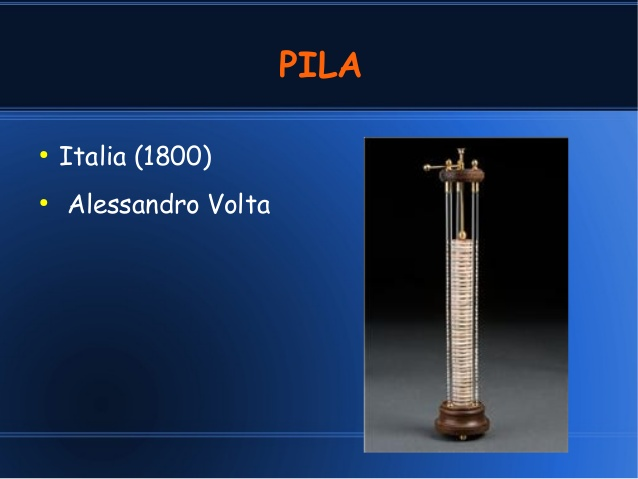 PILA
• Italia (1800)
• Alessandro Volta